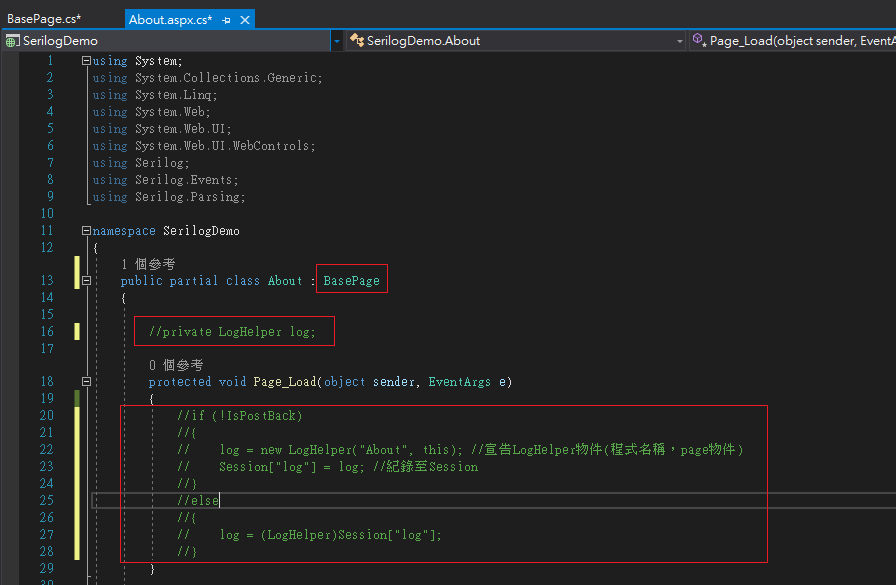 BasePage.cs*
About.aspx.cs*
SerilogDemo
SerilogDemo.About
Page_Load(object sender, EventA
1 using System;
2 using System.Collections.Generic;
3 using System.Linq;
4 using System.Web;
5 using System.Web.UI;
6 using System.Web.UI.WebControls;
7 using Serilog;
8 using Serilog.Events;
9 using Serilog.Parsing;
10
11 namespace SerilogDemo
12 {
1 個參考
13 public partial class About : BasePage
14 {
15
16 //private LogHelper log;
17
0 個參考
18 protected void Page_Load(object sender, EventArgs e)
19 {
20 //if (!IsPostBack)
21 //{
22 // log = new LogHelper("About", this); //宣告LogHelper物件(程式名稱，page物件)
23 // Session["log"] = log; //紀錄至Session
24 //}
25 //else
26 //{
27 // log = (LogHelper)Session["log"];
28 //}
29 }
30